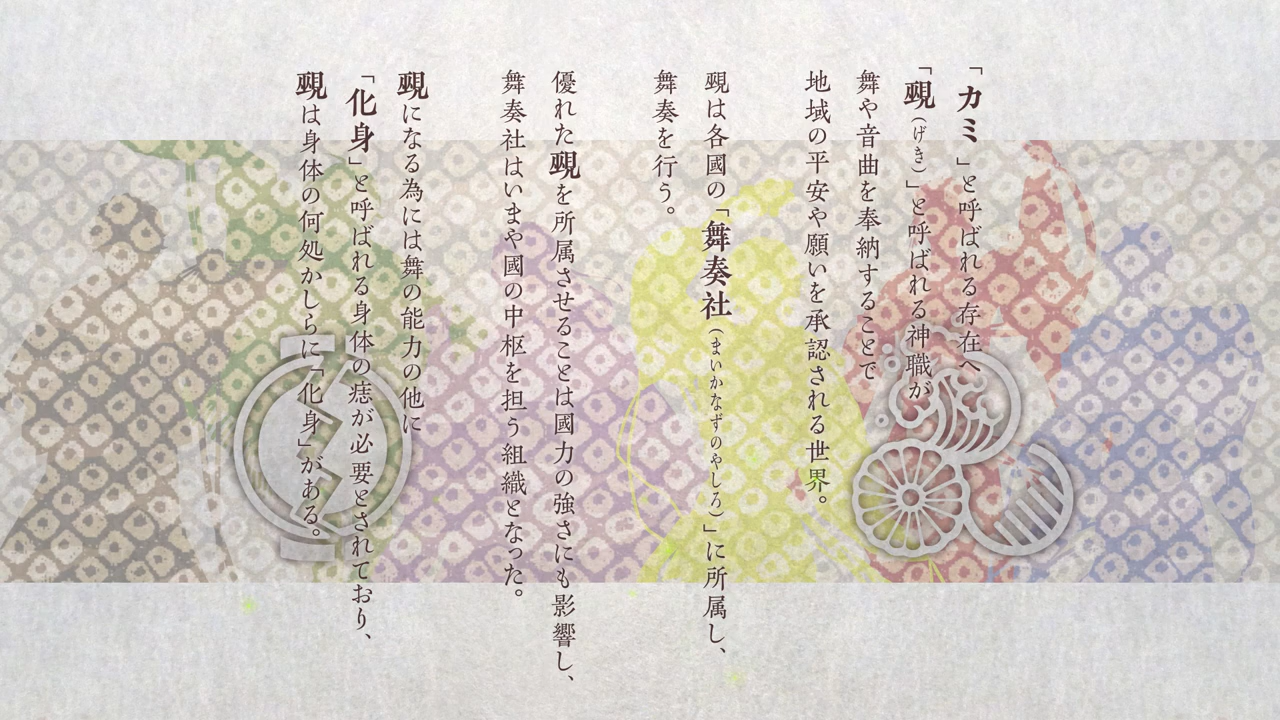 「カミ」と呼ばれる存在へ
「覡(げき)」と呼ばれる神職が
舞や音曲を奉納することで
地域の平安や願いを承認される世界。
覡は各國の「舞奏社(まいかなずのやしろ)」に所属し、
舞奏を行う。
優れた覡を所属させることは國力の強さにも影響し、
舞奏社はいまや國の中枢を担う組織となった。
覡になる為には舞の能力の他に
「化身」と呼ばれる身体の痣が必要とされており、
覡は身体の何処かしらに「化身」がある。